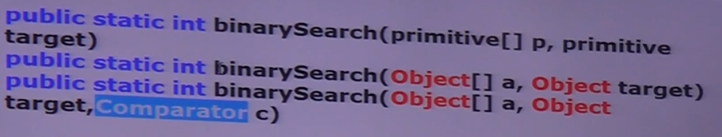 public static int binarySearch(primitive[] p, primitive
target)
public static int binarySearch(Object[] a, Object target)
public static int binarySearch(Object[] a, Object
target,Comparator c)